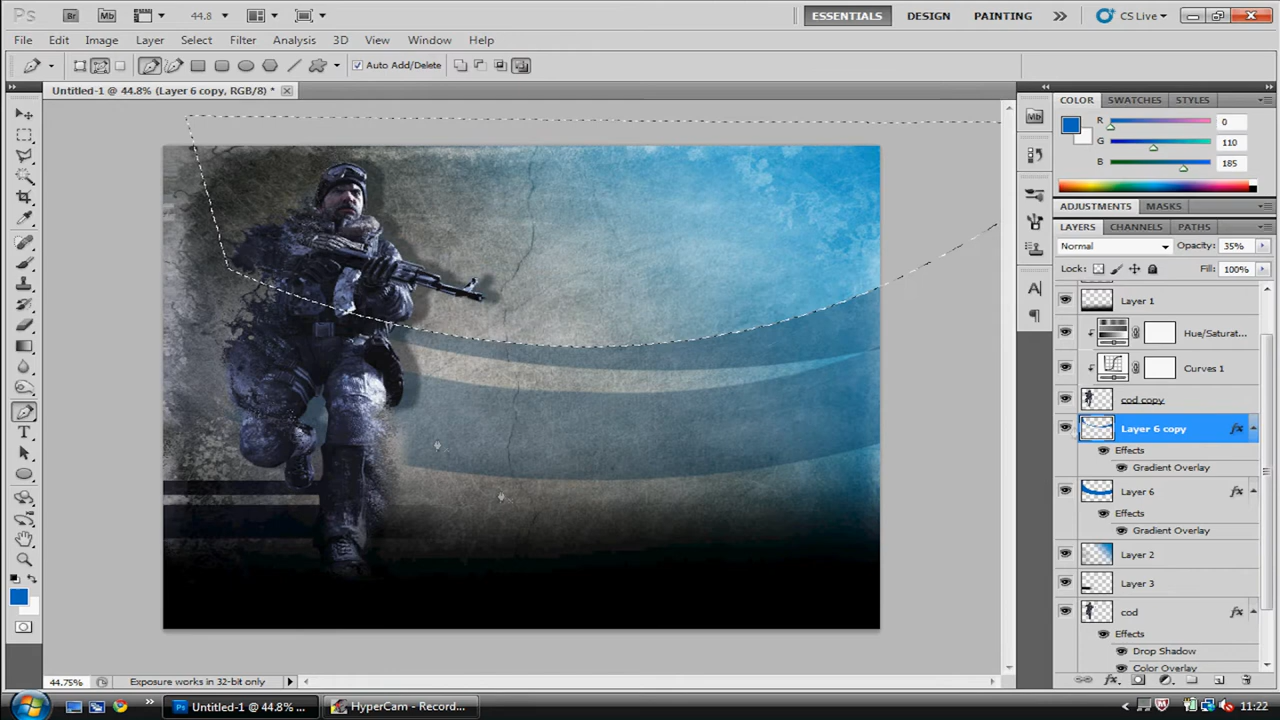 Ps Br Mb 44.8 ESSENTIALS DESIGN PAINTING CS Live
File Edit Image Layer Select Filter Analysis 3D View Window Help
Auto Add/Delete
Untitled-1 @ 44.8% (Layer 6 copy, RGB/8) *
COLOR SWATCHES STYLES
R 0
G 110
B 185
ADJUSTMENTS MASKS
LAYERS CHANNELS PATHS
Normal Opacity: 35%
Lock: Fill: 100%
Layer 1
Hue/Saturat...
Curves 1
cod copy
Layer 6 copy fx
Effects
Gradient Overlay
Layer 6 fx
Effects
Gradient Overlay
Layer 2
Layer 3
cod fx
Effects
Drop Shadow
Color Overlay
44.75% Exposure works in 32-bit only
Untitled-1 @ 44.8% ... HyperCam - Record... 11:22